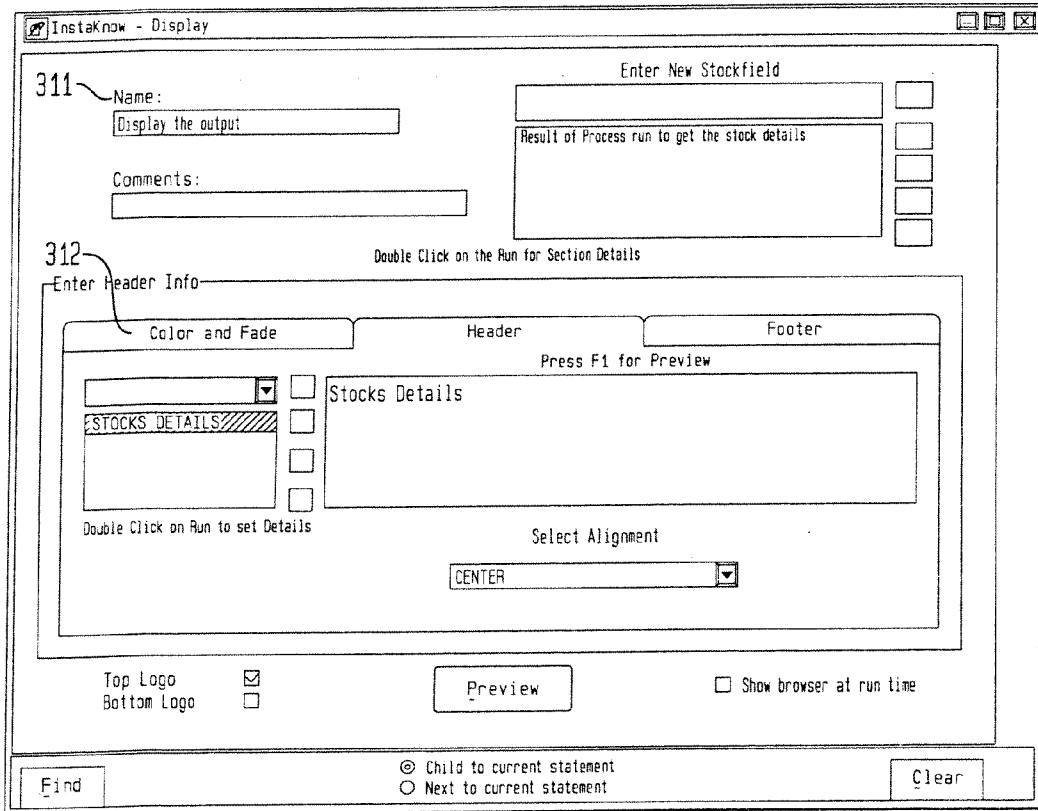 InstaKnow - Display
311
Name:
Display the output
Comments:
Enter New Stockfield
Result of Process run to get the stock details
Double Click on the Run for Section Details
312
Enter Header Info
Color and Fade
Header
Footer
Press F1 for Preview
STOCKS DETAILS
Stocks Details
Double Click on Run to set Details
Select Alignment
CENTER
Top Logo
Bottom Logo
Preview
Show browser at run time
Find
Child to current statement
Next to current statement
Clear